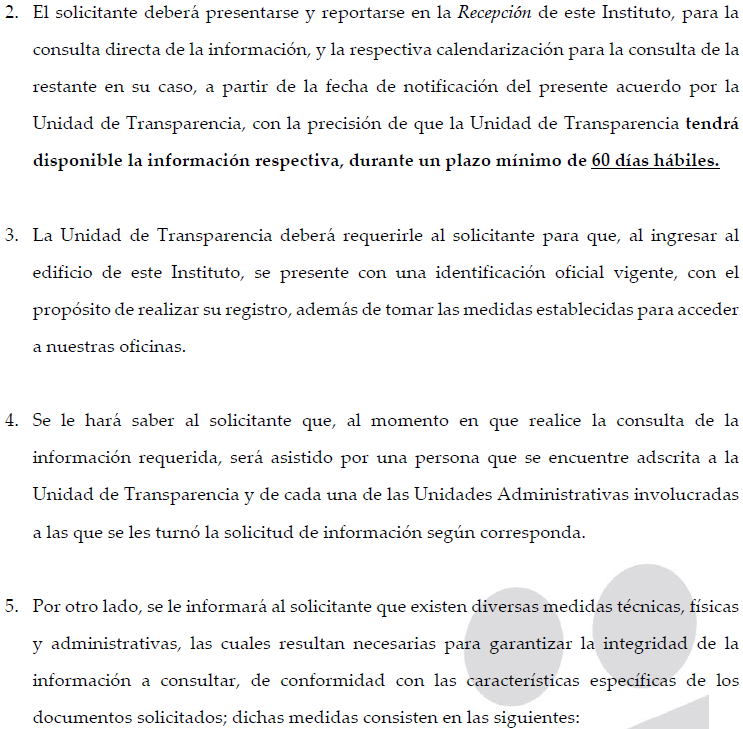 2. El solicitante deberá presentarse y reportarse en la Recepción de este Instituto, para la
consulta directa de la información, y la respectiva calendarización para la consulta de la
restante en su caso, a partir de la fecha de notificación del presente acuerdo por la
Unidad de Transparencia, con la precisión de que la Unidad de Transparencia tendrá
disponible la información respectiva, durante un plazo mínimo de 60 días hábiles.
3. La Unidad de Transparencia deberá requerirle al solicitante para que, al ingresar al
edificio de este Instituto, se presente con una identificación oficial vigente, con el
propósito de realizar su registro, además de tomar las medidas establecidas para acceder
a nuestras oficinas.
4. Se le hará saber al solicitante que, al momento en que realice la consulta de la
información requerida, será asistido por una persona que se encuentre adscrita a la
Unidad de Transparencia y de cada una de las Unidades Administrativas involucradas
a las que se les turnó la solicitud de información según corresponda.
5. Por otro lado, se le informará al solicitante que existen diversas medidas técnicas, físicas
y administrativas, las cuales resultan necesarias para garantizar la integridad de la
información a consultar, de conformidad con las características específicas de los
documentos solicitados; dichas medidas consisten en las siguientes: